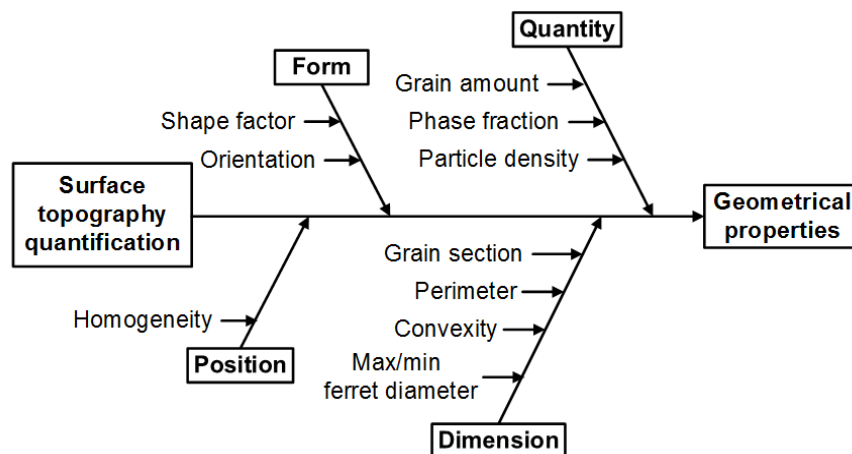 Quantity
Form
Grain amount
Shape factor
Phase fraction
Orientation
Particle density
Surface
topography
quantification
Geometrical
properties
Grain section
Perimeter
Homogeneity
Convexity
Position
Max/min
ferret diameter
Dimension